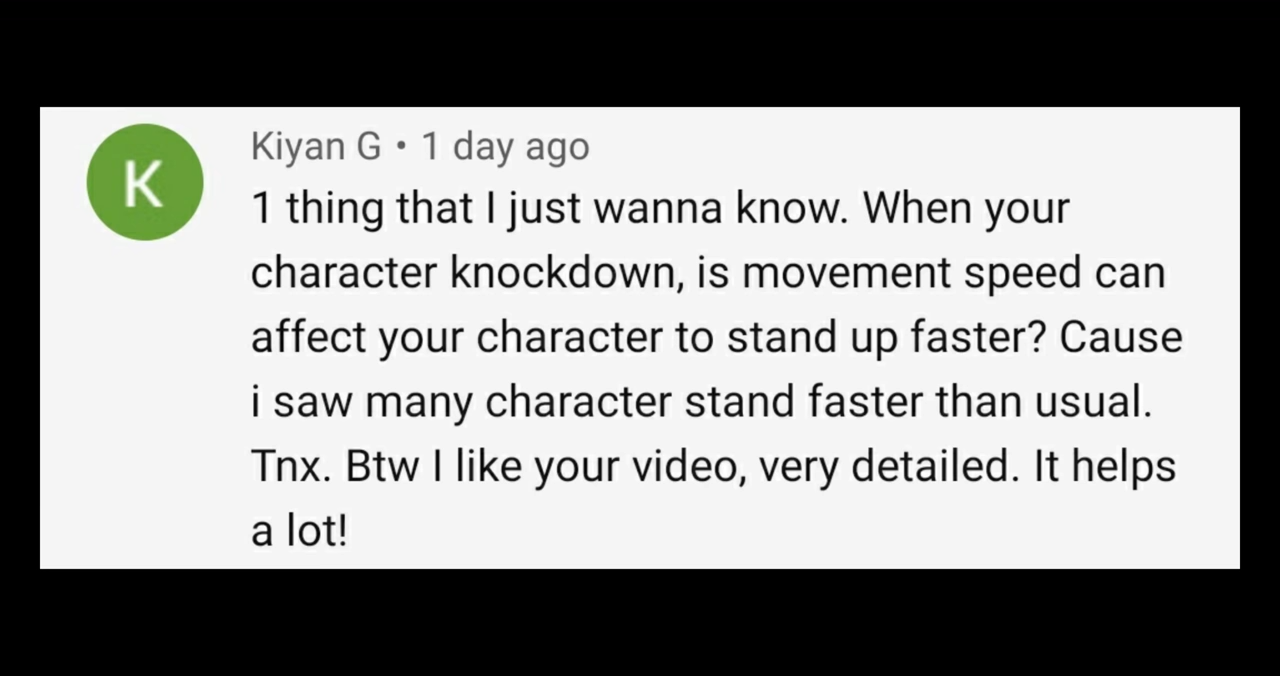 K
Kiyan G • 1 day ago
1 thing that I just wanna know. When your
character knockdown, is movement speed can
affect your character to stand up faster? Cause
i saw many character stand faster than usual.
Tnx. Btw I like your video, very detailed. It helps
a lot!